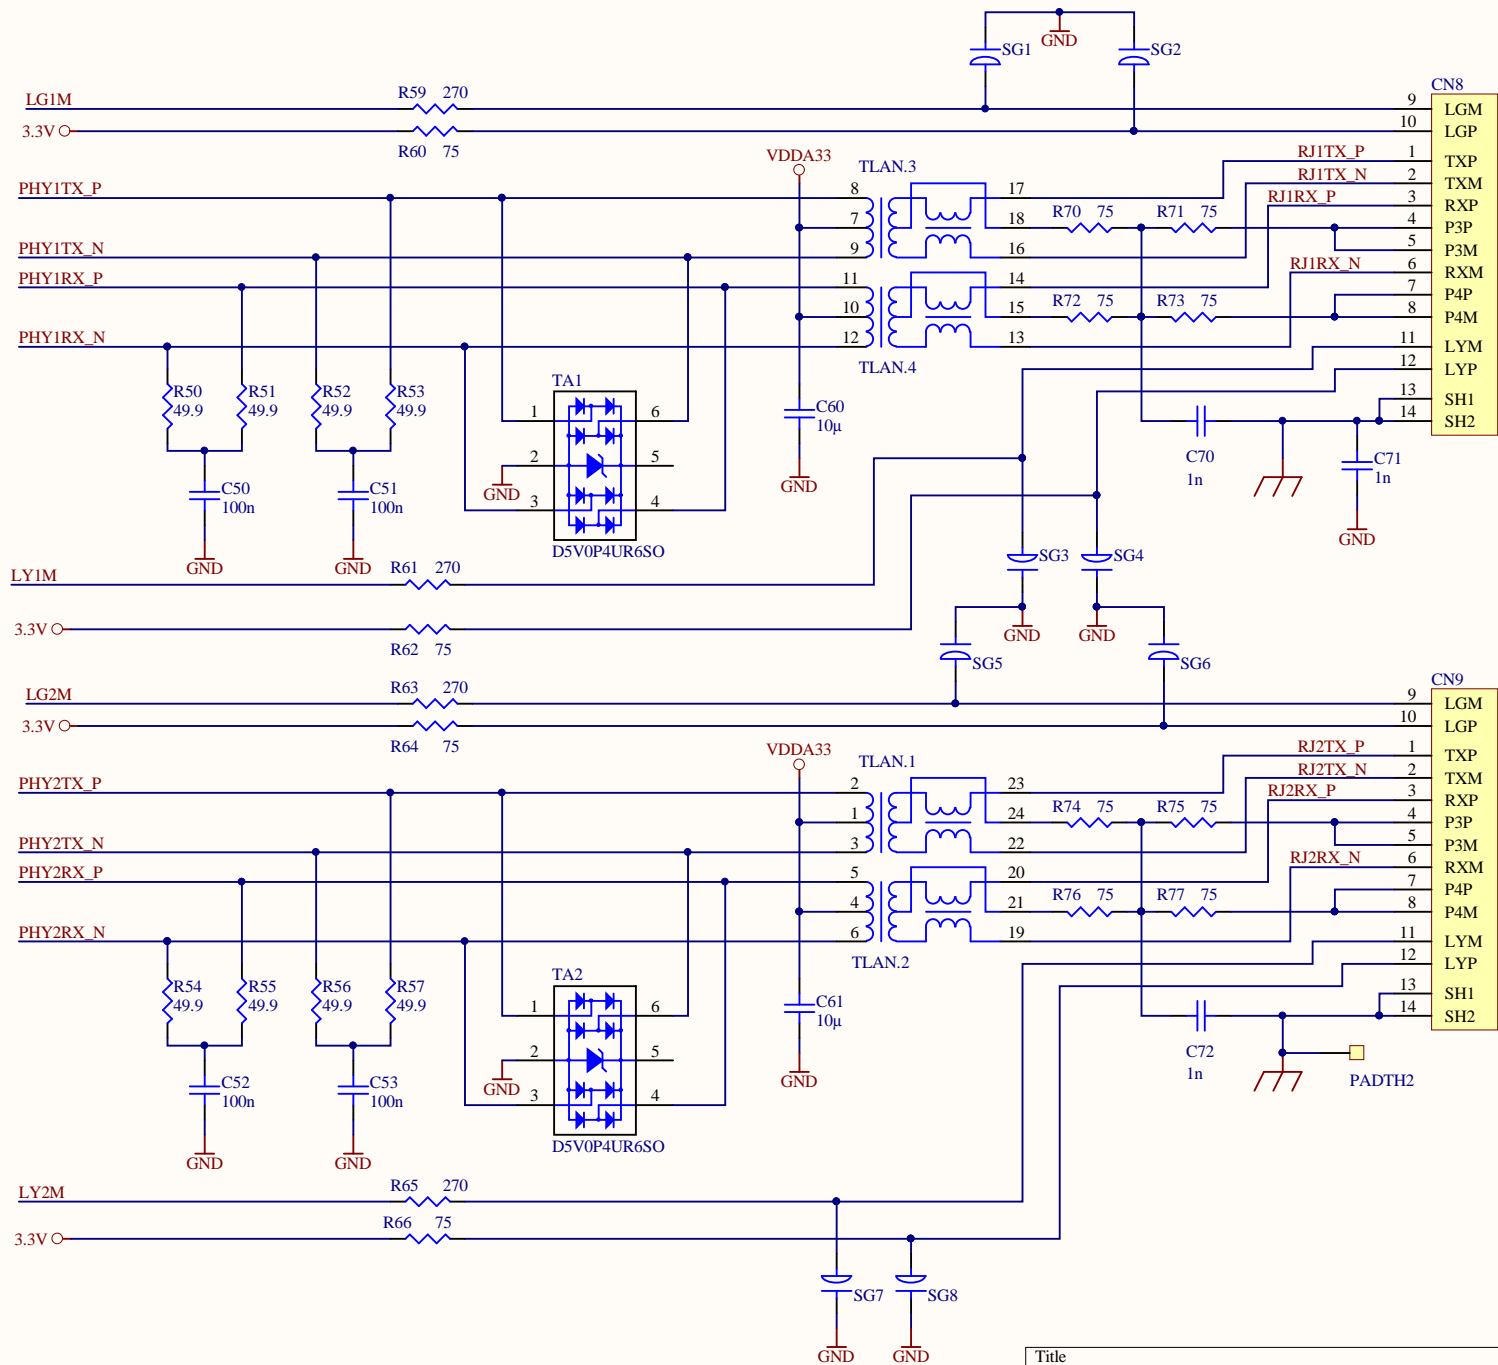 GND
SG1
SG2
CN8
LG1M
R59 270
9 LGM
3.3V
R60 75
10 LGP
VDDA33
TLAN.3
RJ1TX_P
1 TXP
PHY1TX_P
8
17
RJ1TX_N
2 TXM
RJ1RX_P
3 RXP
7
18
R70 75
R71 75
4 P3P
PHY1TX_N
9
16
5 P3M
PHY1RX_P
11
14
RJ1RX_N
6 RXM
7 P4P
10
15
R72 75
R73 75
8 P4M
PHY1RX_N
12
13
11 LYM
TLAN.4
12 LYP
R50
49.9
R51
49.9
R52
49.9
R53
49.9
TA1
1
6
2
5
3
4
GND
D5V0P4UR6SO
C60
10µ
GND
13 SH1
14 SH2
C70
1n
C71
1n
GND
C50
100n
GND
C51
100n
GND
LY1M
R61 270
SG3
SG4
3.3V
R62 75
GND
GND
SG5
SG6
CN9
LG2M
R63 270
9 LGM
3.3V
R64 75
10 LGP
VDDA33
TLAN.1
RJ2TX_P
1 TXP
PHY2TX_P
2
23
RJ2TX_N
2 TXM
RJ2RX_P
3 RXP
1
24
R74 75
R75 75
4 P3P
PHY2TX_N
3
22
5 P3M
PHY2RX_P
5
20
RJ2RX_N
6 RXM
7 P4P
4
21
R76 75
R77 75
8 P4M
PHY2RX_N
6
19
11 LYM
TLAN.2
12 LYP
R54
49.9
R55
49.9
R56
49.9
R57
49.9
TA2
1
6
2
5
3
4
GND
D5V0P4UR6SO
C61
10µ
GND
13 SH1
14 SH2
C72
1n
PADTH2
C52
100n
GND
C53
100n
GND
LY2M
R65 270
R66 75
3.3V
SG7
SG8
GND
GND
Title